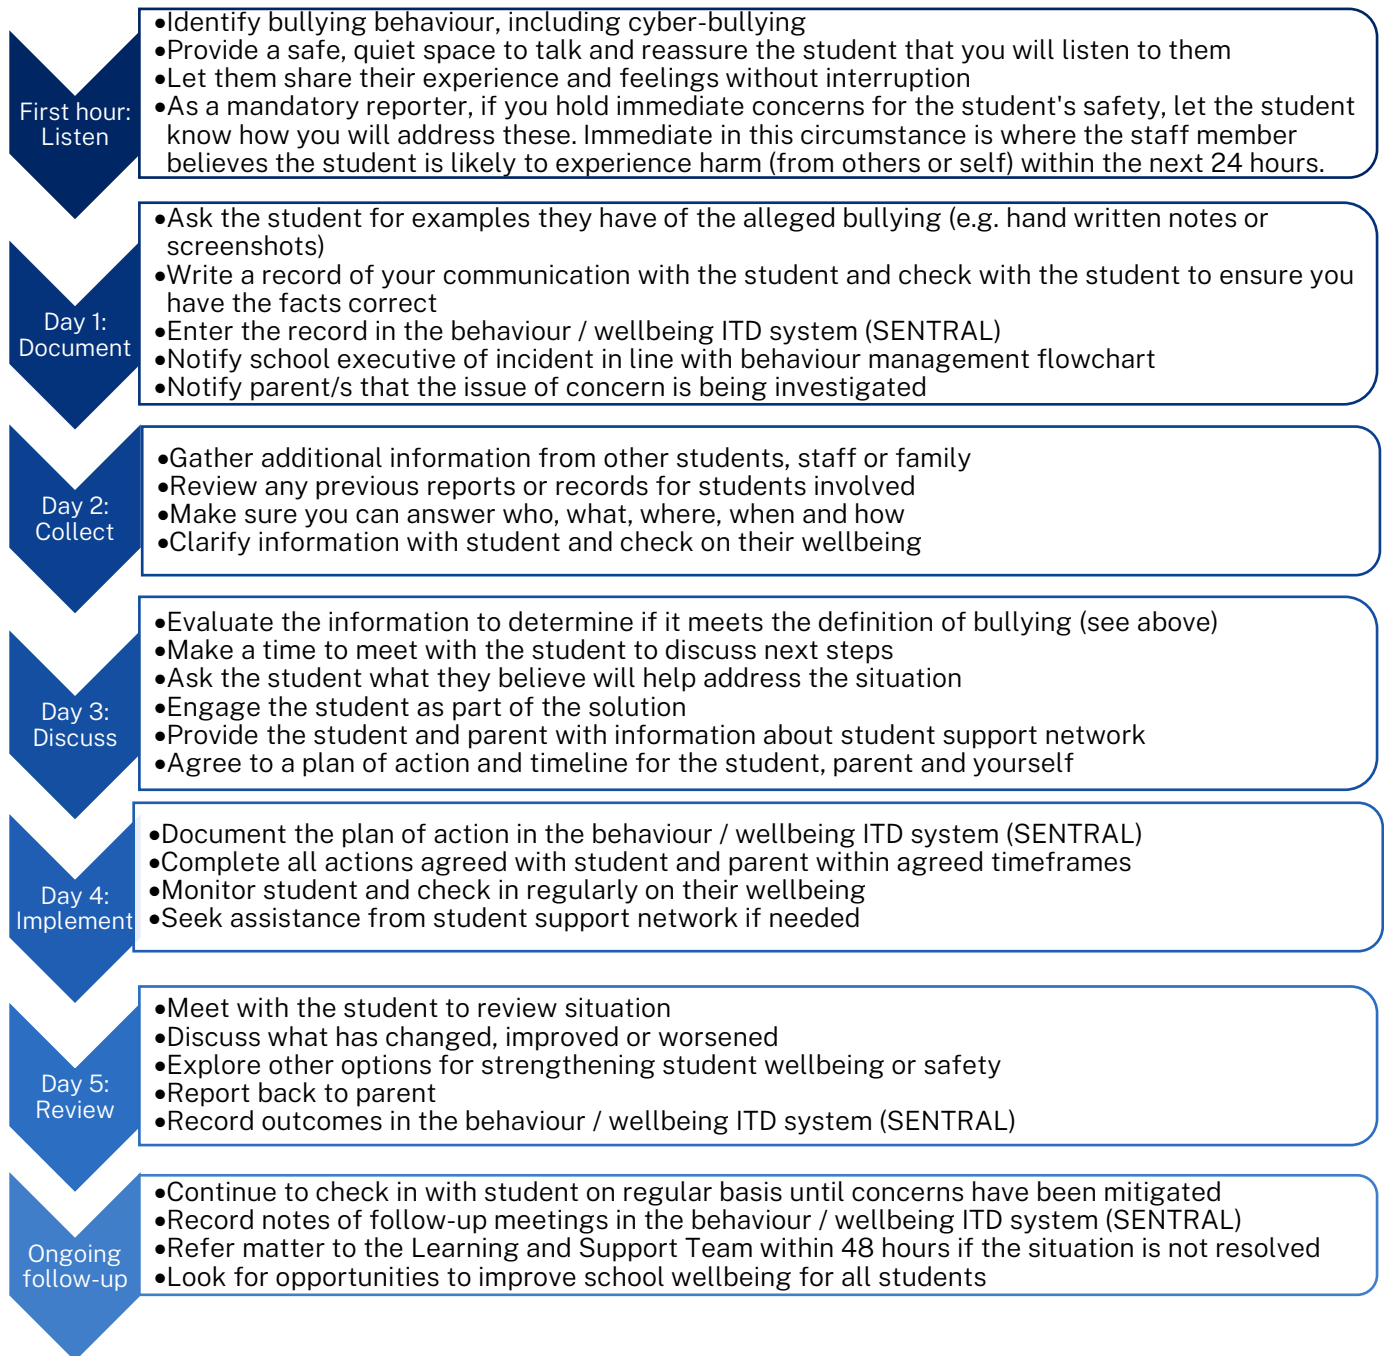 First hour:
Listen
•Identify bullying behaviour, including cyber-bullying
•Provide a safe, quiet space to talk and reassure the student that you will listen to them
•Let them share their experience and feelings without interruption
•As a mandatory reporter, if you hold immediate concerns for the student's safety, let the student
know how you will address these. Immediate in this circumstance is where the staff member
believes the student is likely to experience harm (from others or self) within the next 24 hours.
Day 1:
Document
•Ask the student for examples they have of the alleged bullying (e.g. hand written notes or
screenshots)
•Write a record of your communication with the student and check with the student to ensure you
have the facts correct
•Enter the record in the behaviour / wellbeing ITD system (SENTRAL)
•Notify school executive of incident in line with behaviour management flowchart
•Notify parent/s that the issue of concern is being investigated
Day 2:
Collect
•Gather additional information from other students, staff or family
•Review any previous reports or records for students involved
•Make sure you can answer who, what, where, when and how
•Clarify information with student and check on their wellbeing
Day 3:
Discuss
•Evaluate the information to determine if it meets the definition of bullying (see above)
•Make a time to meet with the student to discuss next steps
•Ask the student what they believe will help address the situation
•Engage the student as part of the solution
•Provide the student and parent with information about student support network
•Agree to a plan of action and timeline for the student, parent and yourself
Day 4:
Implement
•Document the plan of action in the behaviour / wellbeing ITD system (SENTRAL)
•Complete all actions agreed with student and parent within agreed timeframes
•Monitor student and check in regularly on their wellbeing
•Seek assistance from student support network if needed
Day 5:
Review
•Meet with the student to review situation
•Discuss what has changed, improved or worsened
•Explore other options for strengthening student wellbeing or safety
•Report back to parent
•Record outcomes in the behaviour / wellbeing ITD system (SENTRAL)
Ongoing
follow-up
•Continue to check in with student on regular basis until concerns have been mitigated
•Record notes of follow-up meetings in the behaviour / wellbeing ITD system (SENTRAL)
•Refer matter to the Learning and Support Team within 48 hours if the situation is not resolved
•Look for opportunities to improve school wellbeing for all students